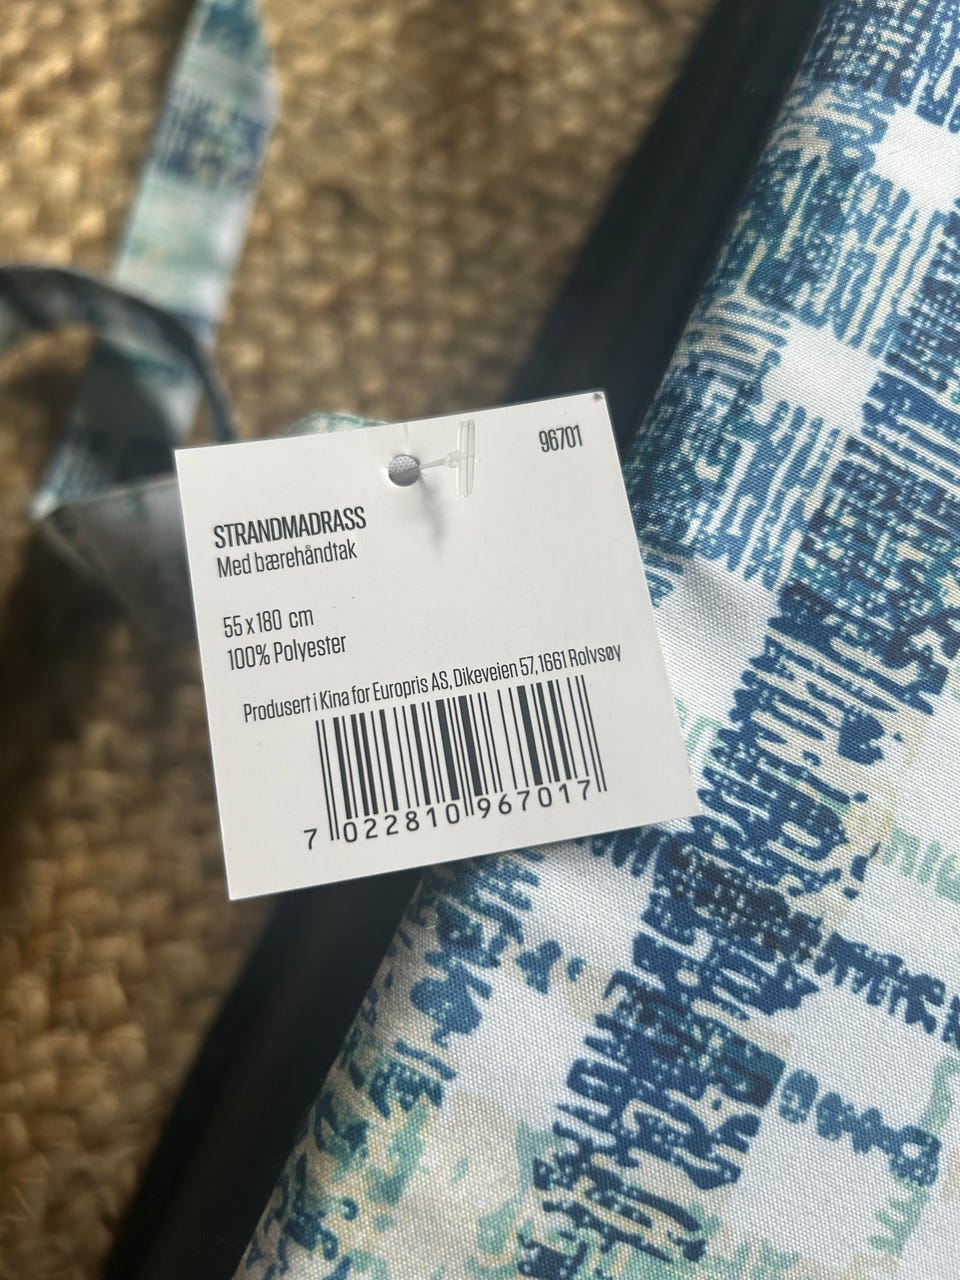 96701
STRANDMADRASS
Med bærehåndtak
55 x 180 cm
100% Polyester
Produsert i Kina for Europris AS, Dikeveien 57, 1661 Rolvsøy
7 022810 967017